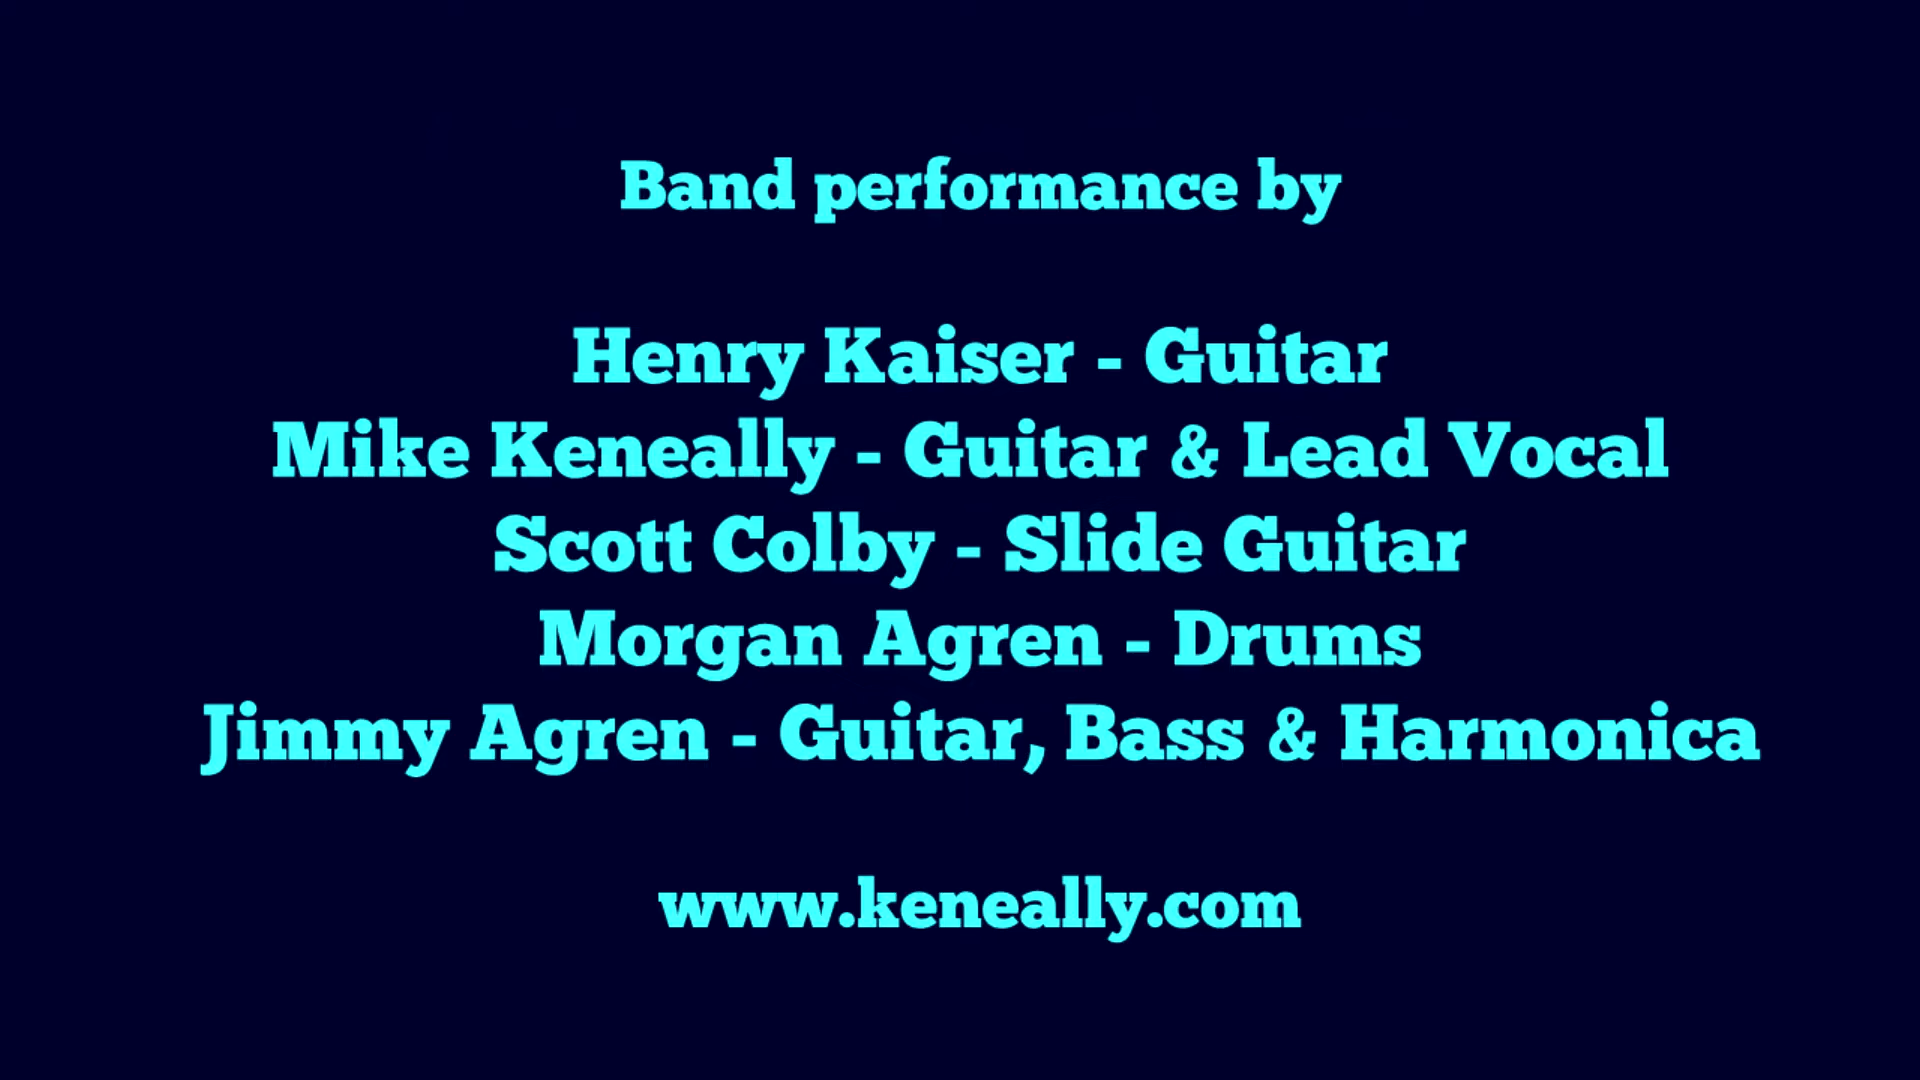 Band performance by
Henry Kaiser - Guitar
Mike Keneally - Guitar & Lead Vocal
Scott Colby - Slide Guitar
Morgan Agren - Drums
Jimmy Agren - Guitar, Bass & Harmonica
www.keneally.com